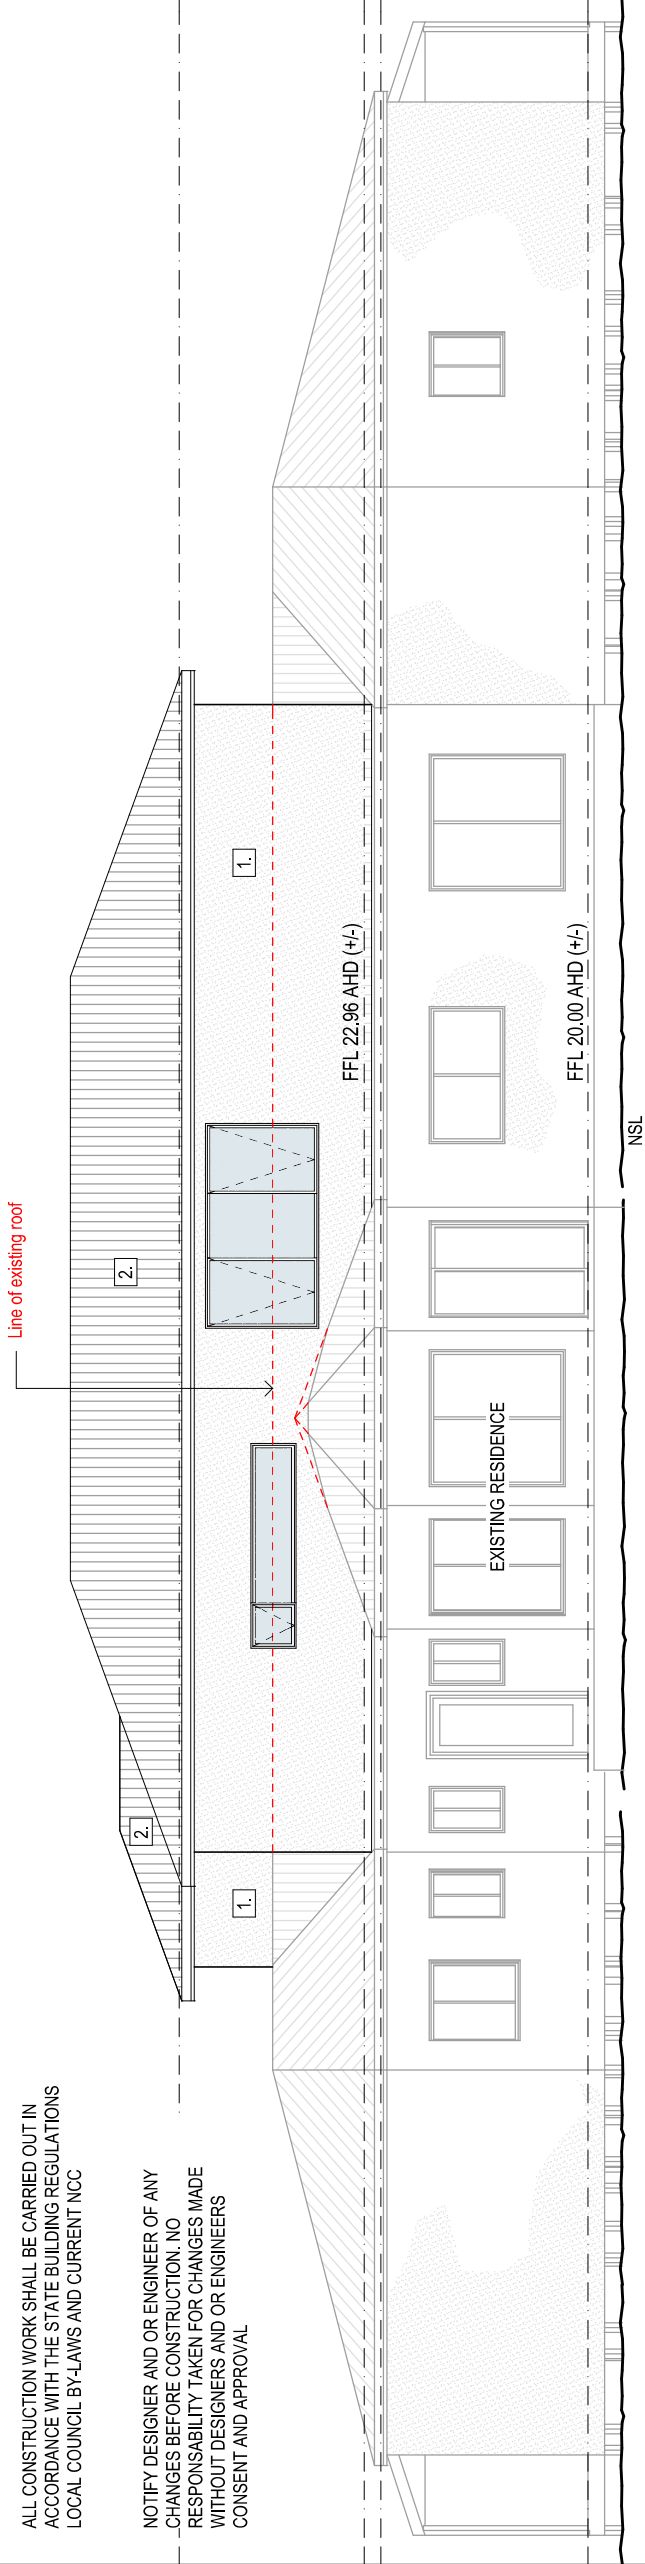 ALL CONSTRUCTION WORK SHALL BE CARRIED OUT IN
ACCORDANCE WITH THE STATE BUILDING REGULATIONS
LOCAL COUNCIL BY-LAWS AND CURRENT NCC
NOTIFY DESIGNER AND OR ENGINEER OF ANY
CHANGES BEFORE CONSTRUCTION. NO
RESPONSABILITY TAKEN FOR CHANGES MADE
WITHOUT DESIGNERS AND OR ENGINEERS
CONSENT AND APPROVAL
Line of existing roof
2.
2.
1.
1.
FFL 22.96 AHD (+/-)
EXISTING RESIDENCE
FFL 20.00 AHD (+/-)
NSL